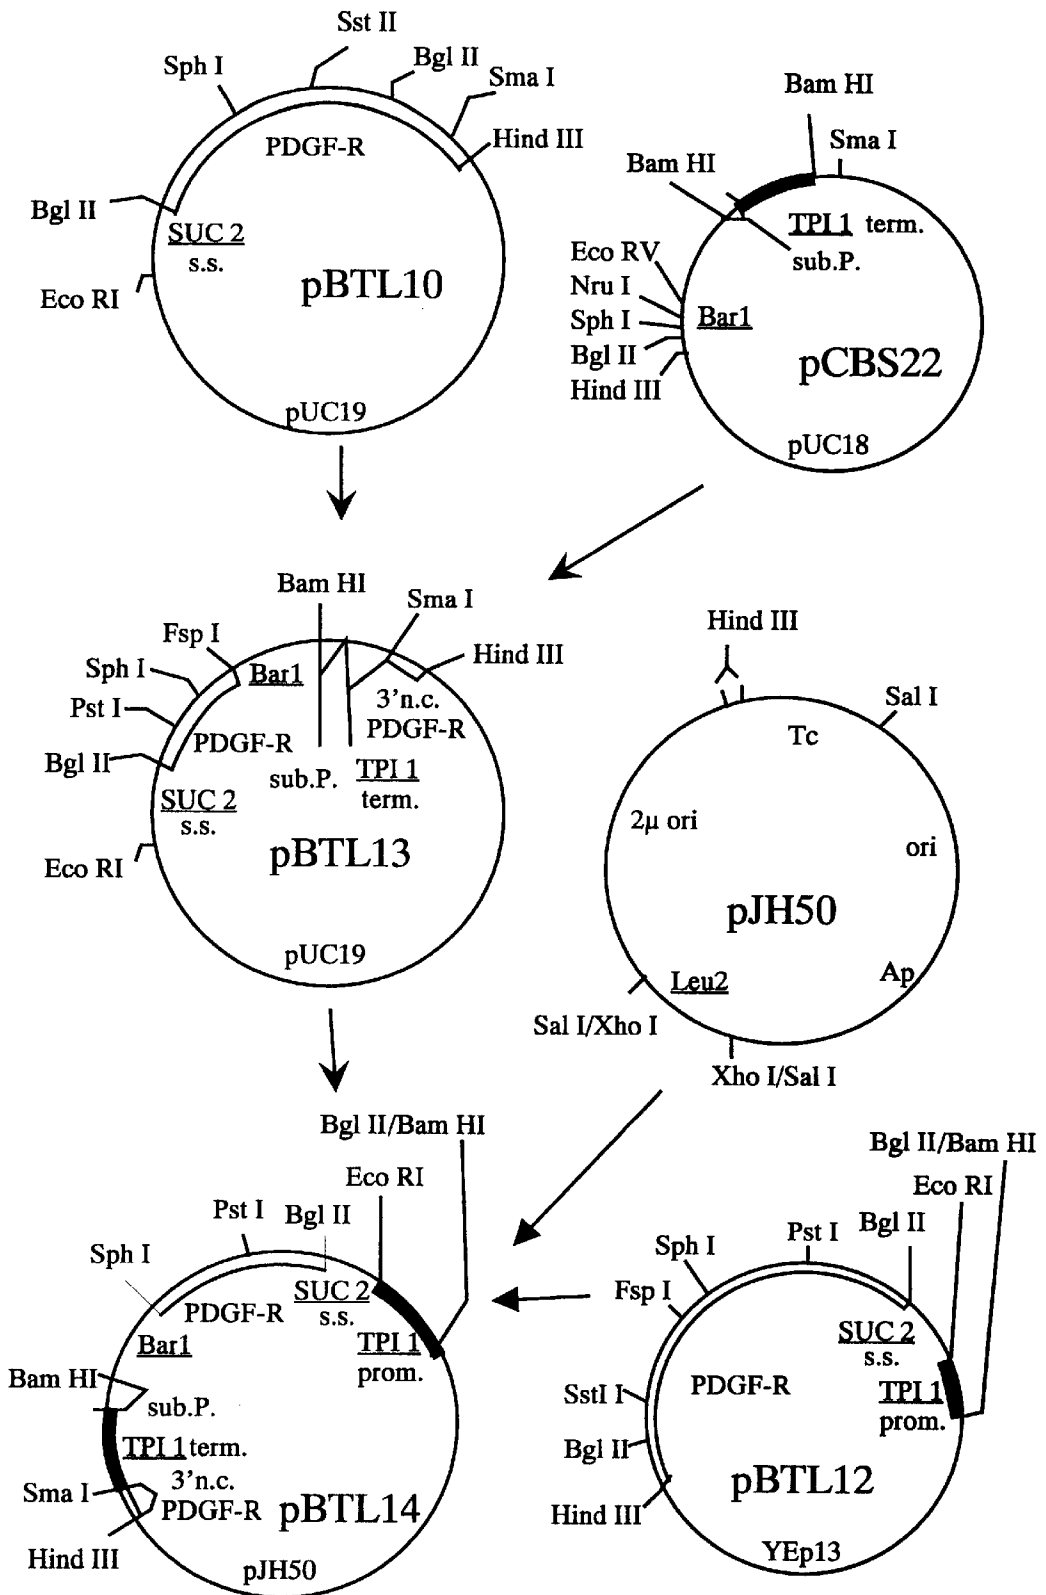 Sst II
Sph I
Bgl II
Sma I
PDGF-R
Hind III
Bgl II
SUC 2
s.s.
Eco RI
pBTL10
pUC19
Bam HI
Sma I
Bam HI
TPI 1 term.
sub.P.
Eco RV
Nru I
Sph I
Bar1
Bgl II
pCBS22
Hind III
pUC18
Bam HI
Sma I
Fsp I
Hind III
Sph I
Bar1
Pst I
3'n.c.
PDGF-R
PDGF-R
Bgl II
sub.P.
TPI 1
term.
SUC 2
s.s.
Eco RI
pBTL13
pUC19
Hind III
Sal I
Tc
2µ ori
ori
pJH50
Leu2
Ap
Sal I/Xho I
Xho I/Sal I
Bgl II/Bam HI
Eco RI
Pst I
Bgl II
Sph I
SUC 2
s.s.
PDGF-R
Bar1
TPI 1
prom.
Bam HI
sub.P.
TPI 1 term.
3'n.c.
Sma I
PDGF-R
pBTL14
Hind III
pJH50
Bgl II/Bam HI
Eco RI
Bgl II
Pst I
Sph I
Fsp I
SUC 2
s.s.
PDGF-R
TPI 1
prom.
SstI I
Bgl II
pBTL12
Hind III
YEp13